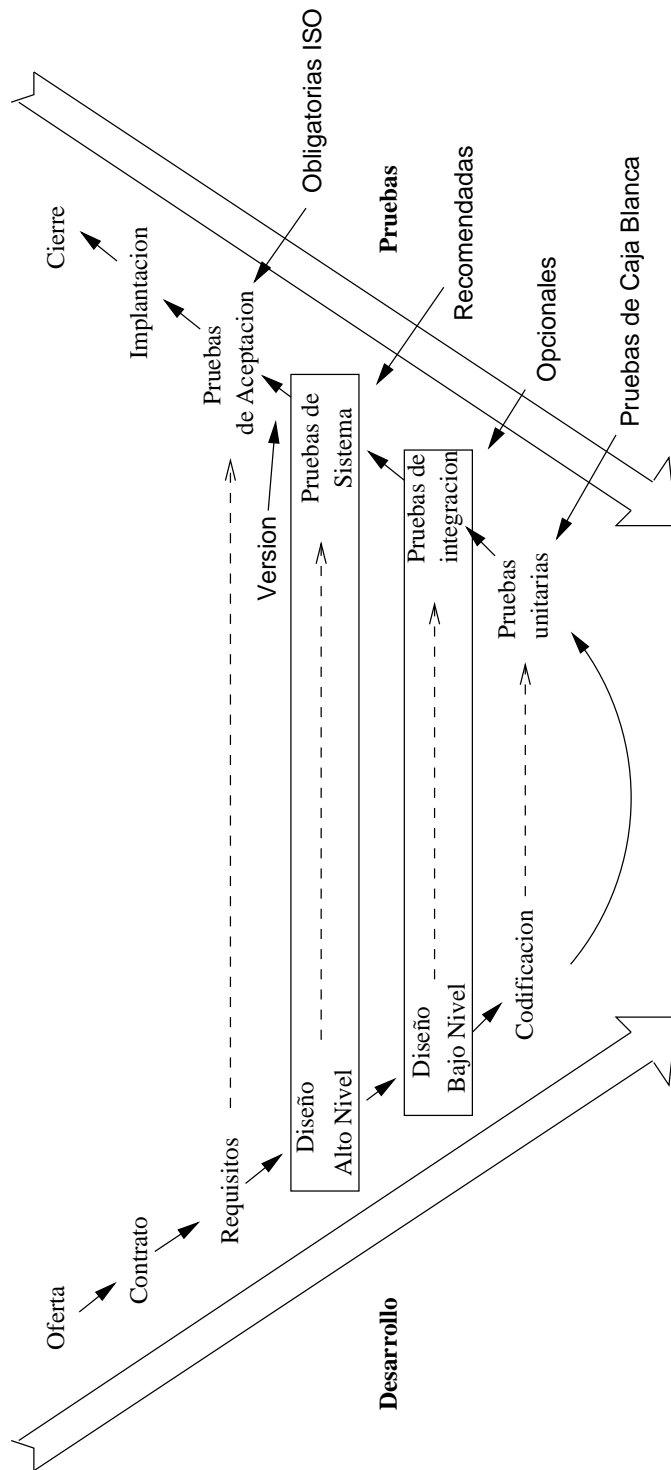 Oferta
Contrato
Requisitos
Diseño
Alto Nivel
Diseño
Bajo Nivel
Codificacion
Desarrollo
Cierre
Implantacion
Pruebas
de Aceptacion
Version
Pruebas de
Sistema
Pruebas de
integracion
Pruebas
unitarias
Obligatorias ISO
Pruebas
Recomendadas
Opcionales
Pruebas de Caja Blanca